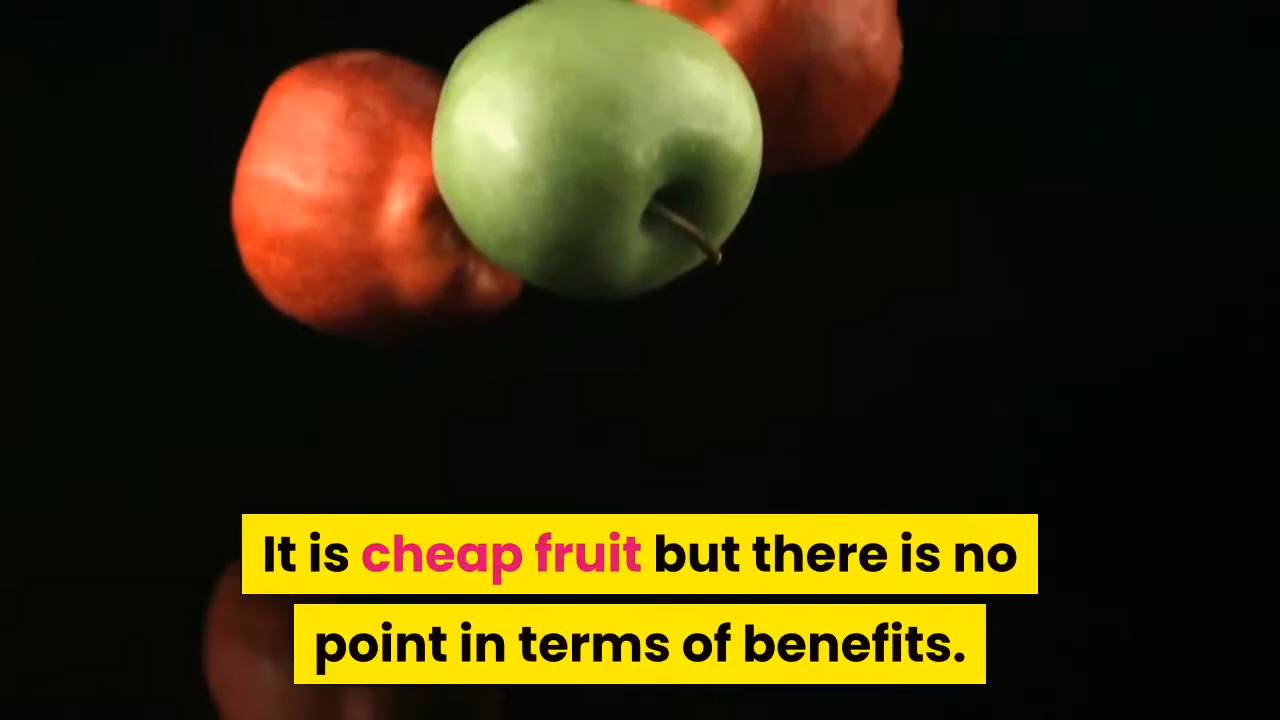 It is cheap fruit but there is no
point in terms of benefits.